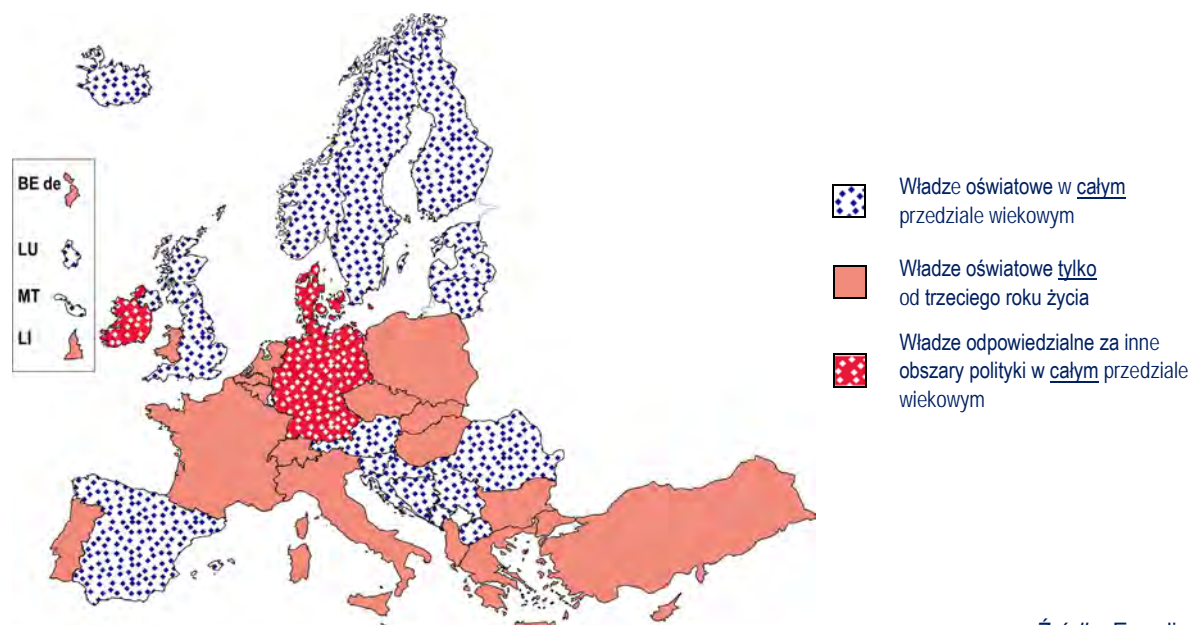 BE de
LU
MT
LI
Władze oświatowe w całym
przedziale wiekowym
Władze oświatowe tylko
od trzeciego roku życia
Władze odpowiedzialne za inne
obszary polityki w całym przedziale
wiekowym